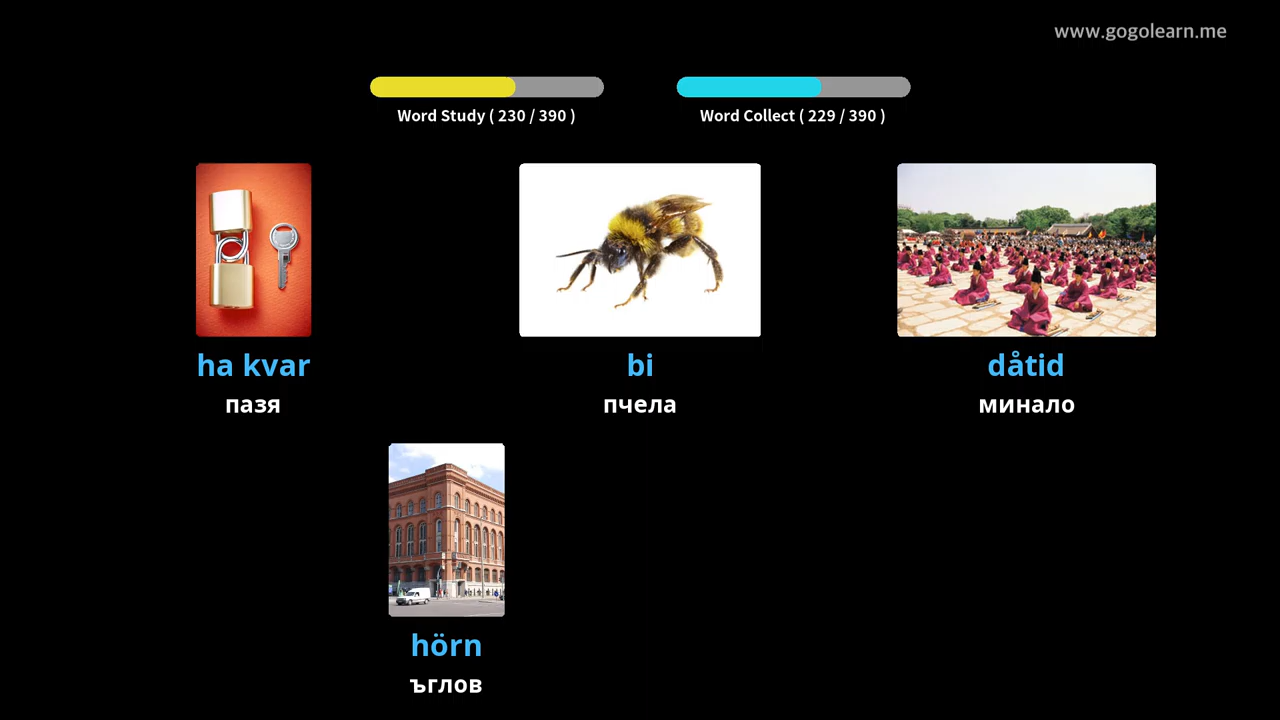 www.gogolearn.me
Word Study ( 230 / 390 )
Word Collect ( 229 / 390 )
ha kvar
пазя
bi
пчела
dåtid
минало
hörn
ъглов